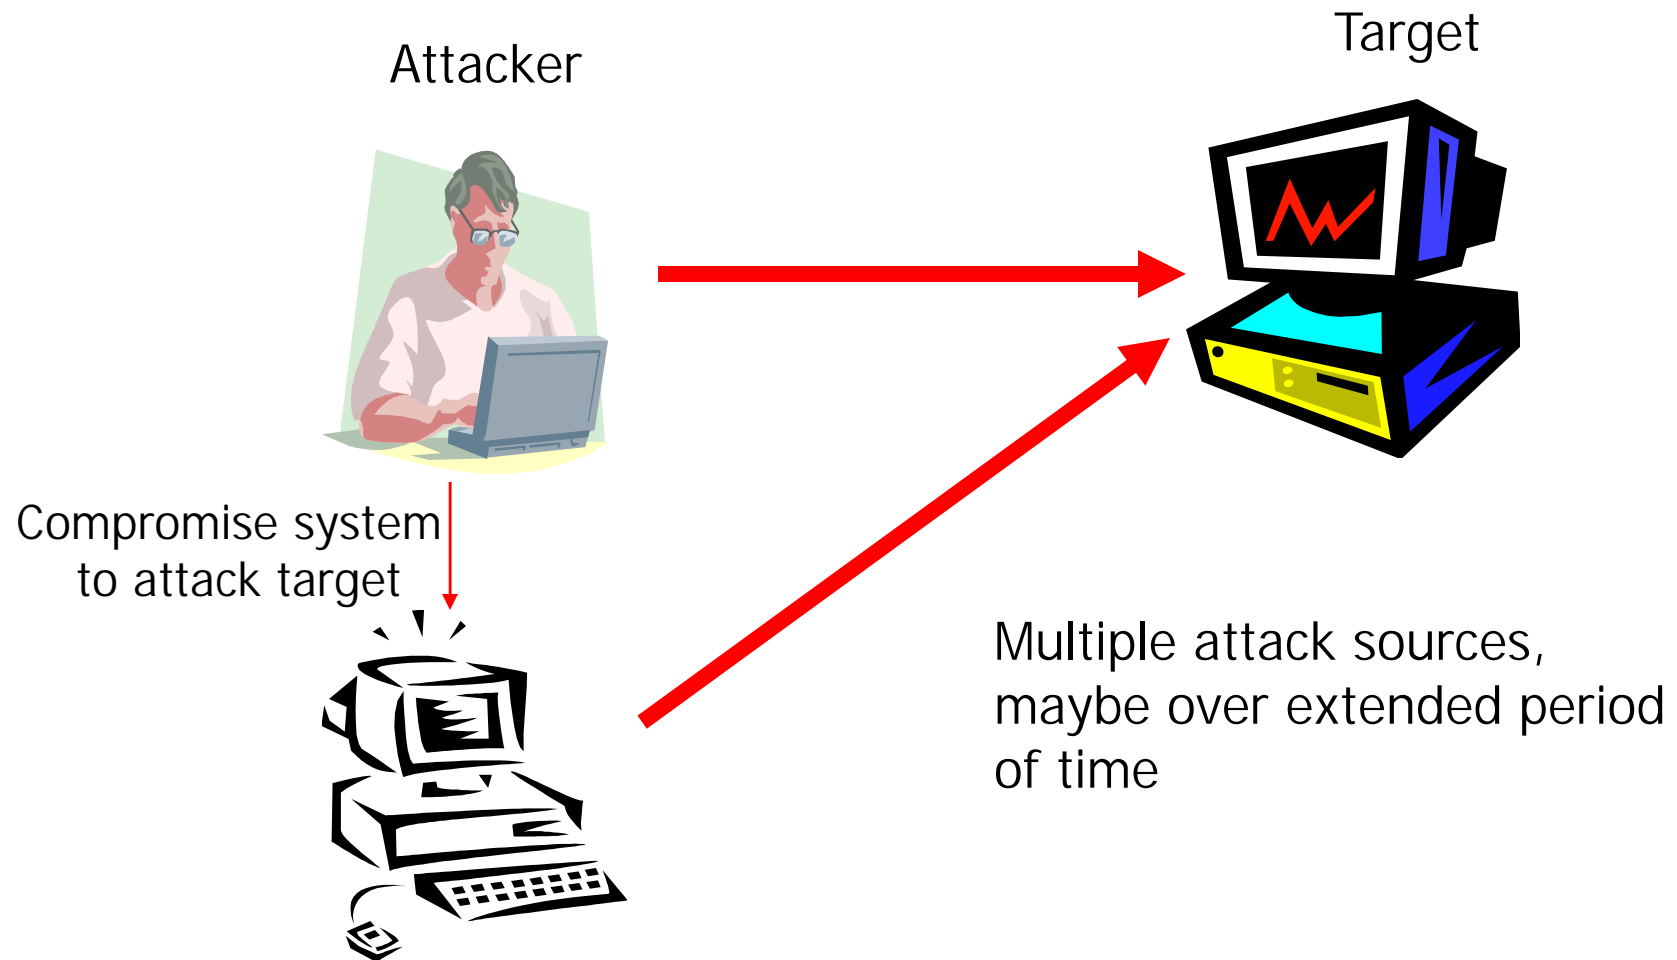 Attacker
Target
Compromise system
to attack target
Multiple attack sources,
maybe over extended period
of time